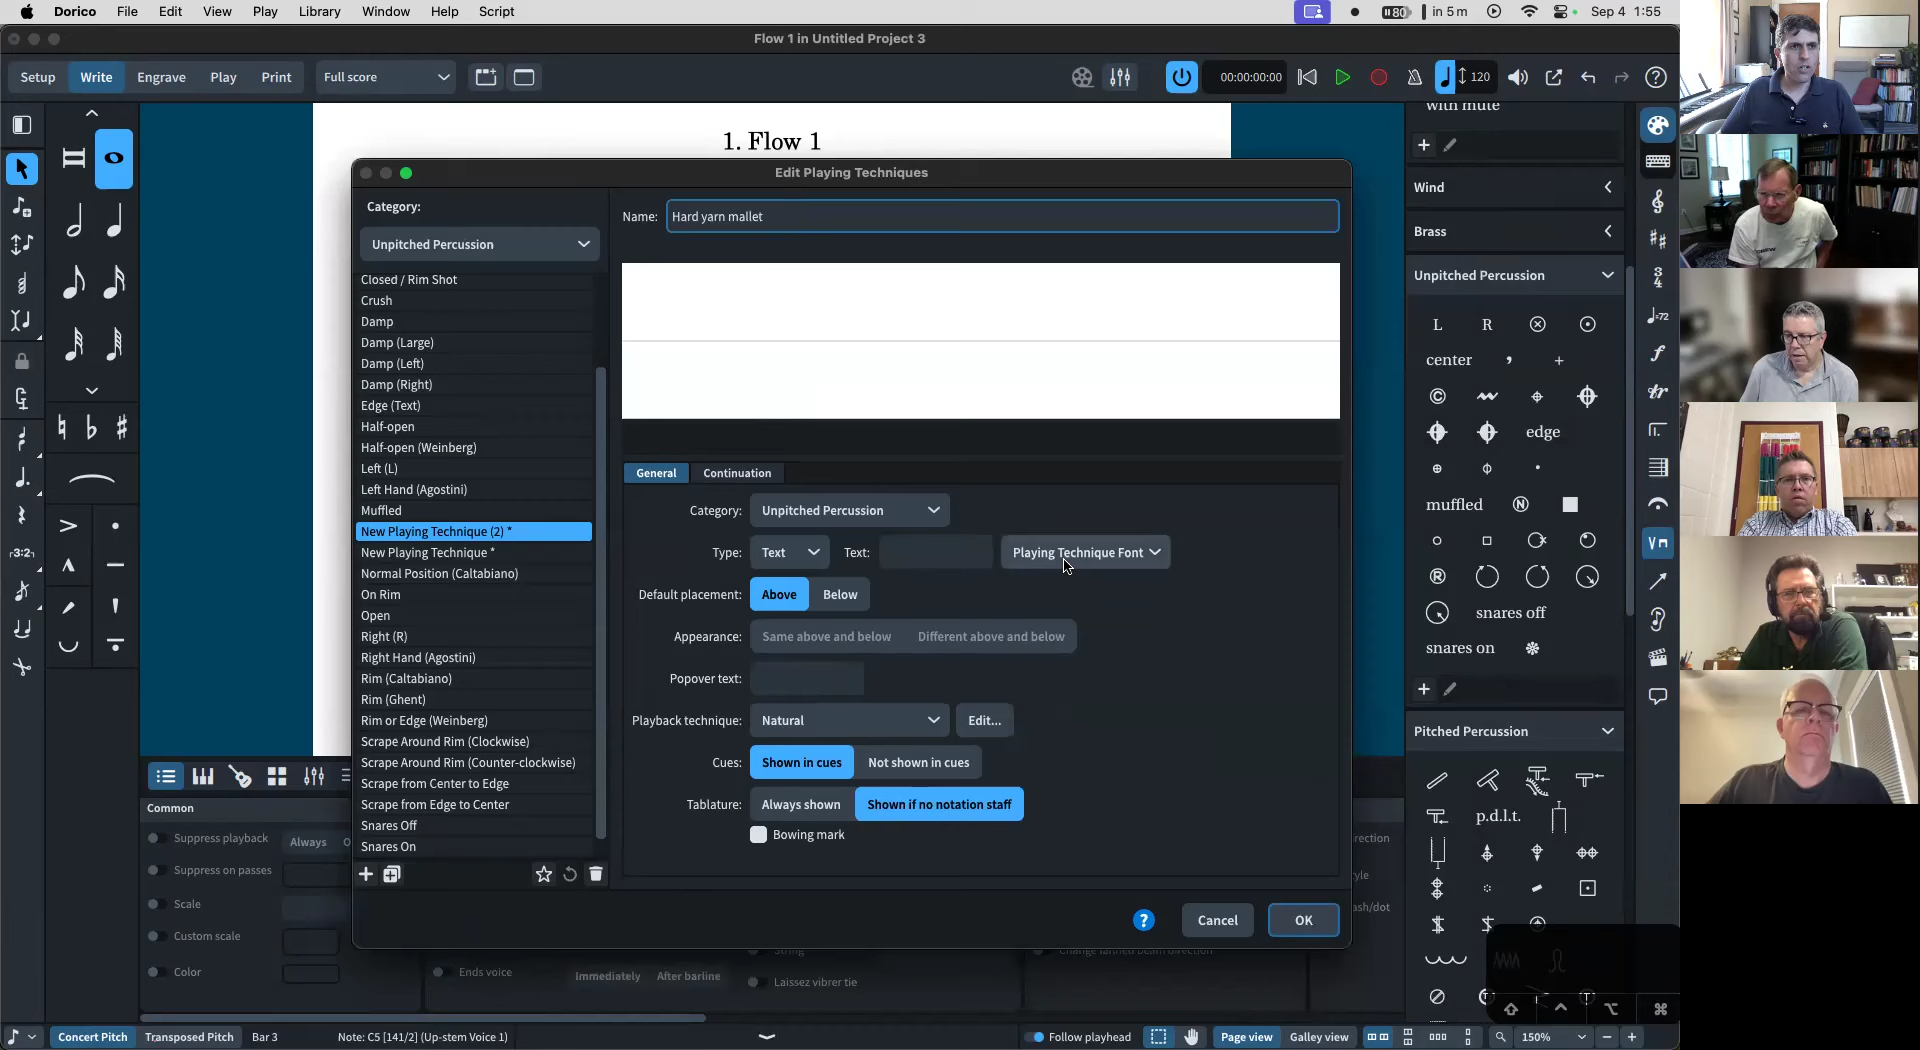 Dorico File Edit View Play Library Window Help Script
80 in 5 m Sep 4 1:55
Flow 1 in Untitled Project 3
Setup Write Engrave Play Print Full score 00:00:00:00 120
1. Flow 1
Edit Playing Techniques
Category:
Unpitched Percussion
Closed / Rim Shot
Crush
Damp
Damp (Large)
Damp (Left)
Damp (Right)
Edge (Text)
Half-open
Half-open (Weinberg)
Left (L)
Left Hand (Agostini)
Muffled
New Playing Technique (2) *
New Playing Technique *
Normal Position (Caltabiano)
On Rim
Open
Right (R)
Right Hand (Agostini)
Rim (Caltabiano)
Rim (Ghent)
Rim or Edge (Weinberg)
Scrape Around Rim (Clockwise)
Scrape Around Rim (Counter-clockwise)
Scrape from Center to Edge
Scrape from Edge to Center
Snares Off
Snares On
Name: Hard yarn mallet
General Continuation
Category: Unpitched Percussion
Type: Text Text: Playing Technique Font
Default placement: Above Below
Appearance: Same above and below Different above and below
Popover text:
Playback technique: Natural Edit...
Cues: Shown in cues Not shown in cues
Tablature: Always shown Shown if no notation staff
Bowing mark
Cancel OK
with mute
Wind
Brass
Unpitched Percussion
L R
center
edge
muffled
snares off
snares on
Pitched Percussion
p.d.l.t.
3:2
Common
Suppress playback Always
Suppress on passes
Scale
Custom scale
Color
Ends voice Immediately After barline
String
Laissez vibrer tie
Change fanned beam direction
Concert Pitch Transposed Pitch Bar 3 Note: C5 [141/2] (Up-stem Voice 1)
Follow playhead Page view Galley view 150%